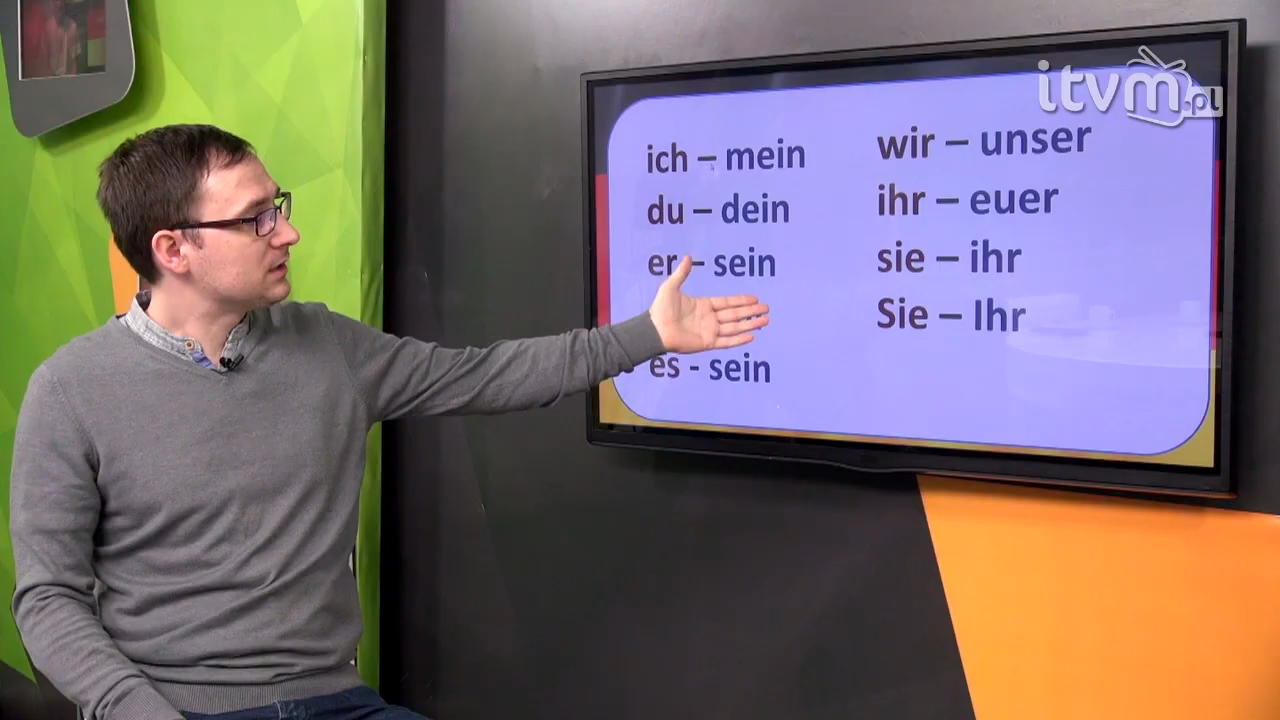 itvm.pl
ich – mein
du – dein
er – sein
es - sein
wir – unser
ihr – euer
sie – ihr
Sie – Ihr